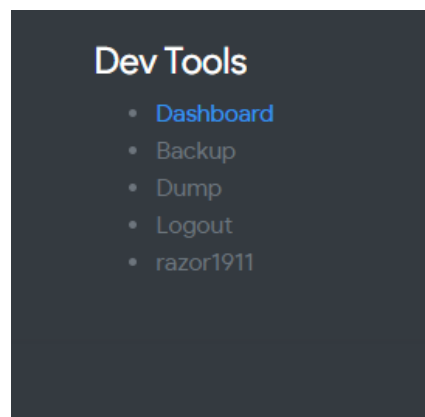 Dev Tools
Dashboard
Backup
Dump
Logout
razor1911